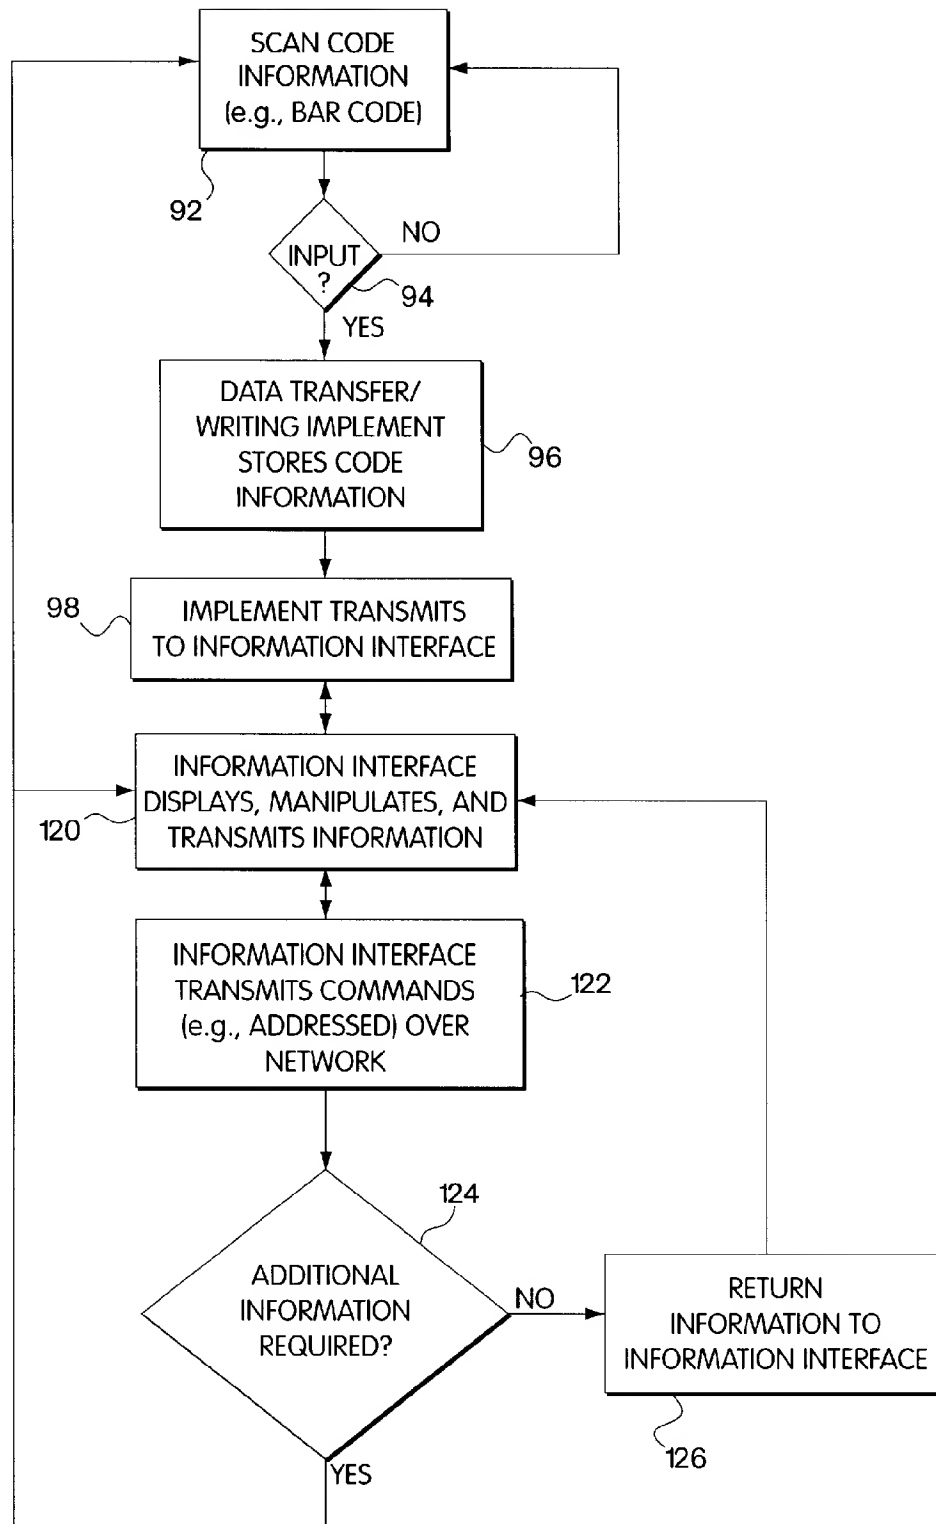 SCAN CODE
INFORMATION
(e.g., BAR CODE)
92
NO
INPUT
?
94
YES
DATA TRANSFER/
WRITING IMPLEMENT
STORES CODE
INFORMATION
96
98
IMPLEMENT TRANSMITS
TO INFORMATION INTERFACE
INFORMATION INTERFACE
DISPLAYS, MANIPULATES, AND
TRANSMITS INFORMATION
120
INFORMATION INTERFACE
TRANSMITS COMMANDS
(e.g., ADDRESSED) OVER
NETWORK
122
124
ADDITIONAL
INFORMATION
REQUIRED?
NO
YES
RETURN
INFORMATION TO
INFORMATION INTERFACE
126